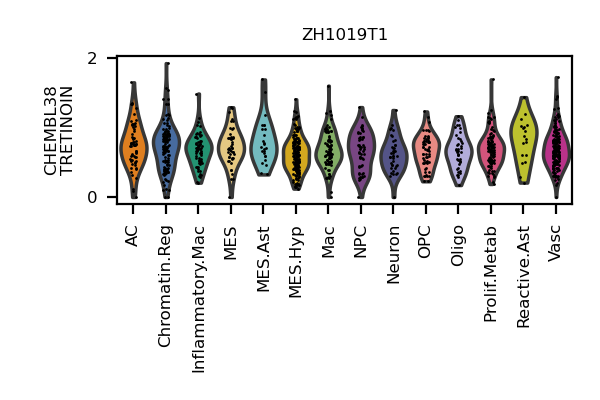 ZH1019T1
CHEMBL38
TRETINOIN
2
0
AC
Chromatin.Reg
Inflammatory.Mac
MES
MES.Ast
MES.Hyp
Mac
NPC
Neuron
OPC
Oligo
Prolif.Metab
Reactive.Ast
Vasc